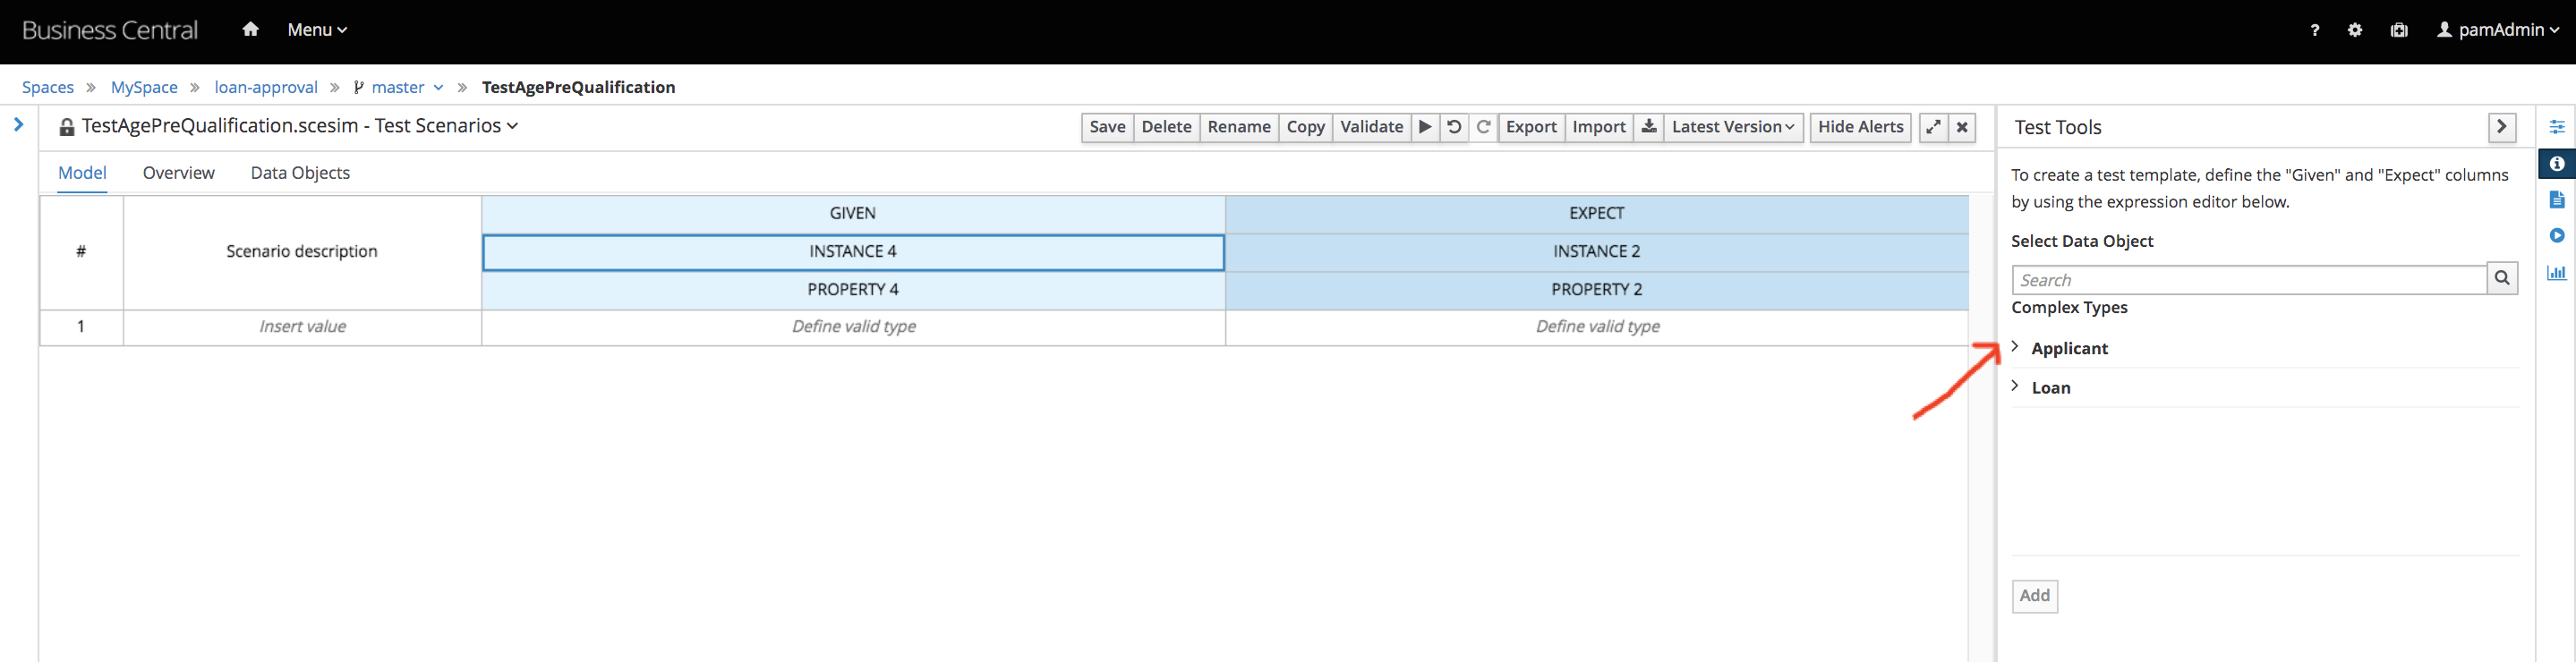 Business Central Menu ? pamAdmin
Spaces » MySpace » loan-approval » master » TestAgePreQualification
TestAgePreQualification.scesim - Test Scenarios
Save Delete Rename Copy Validate Export Import Latest Version Hide Alerts
Model Overview Data Objects
# Scenario description
GIVEN EXPECT
INSTANCE 4 INSTANCE 2
PROPERTY 4 PROPERTY 2
1 Insert value Define valid type Define valid type
Test Tools
To create a test template, define the "Given" and "Expect" columns
by using the expression editor below.
Select Data Object
Search
Complex Types
Applicant
Loan
Add